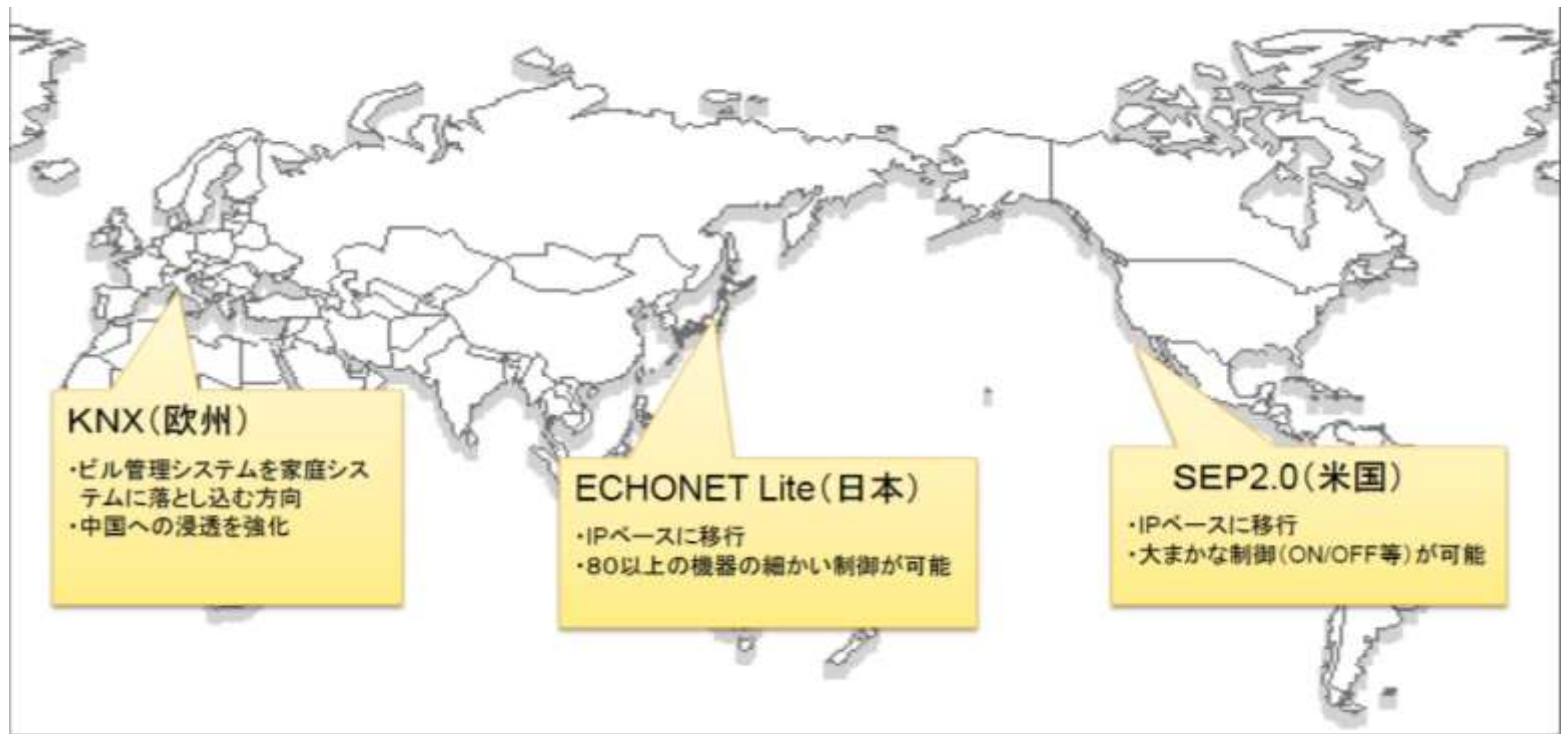 KNX(欧州)
・ビル管理システムを家庭シス
テムに落とし込む方向
・中国への浸透を強化
ECHONET Lite(日本)
・IPベースに移行
・80以上の機器の細かい制御が可能
SEP2.0(米国)
・IPベースに移行
・大まかな制御(ON/OFF等)が可能